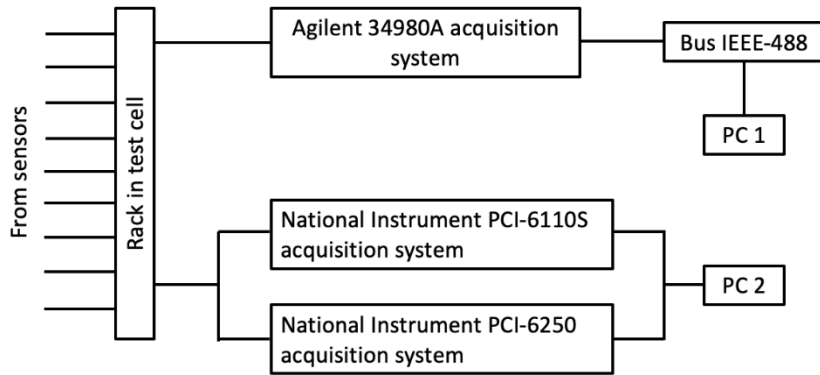 From sensors
Rack in test cell
Agilent 34980A acquisition
system
Bus IEEE-488
PC 1
National Instrument PCI-6110S
acquisition system
PC 2
National Instrument PCI-6250
acquisition system